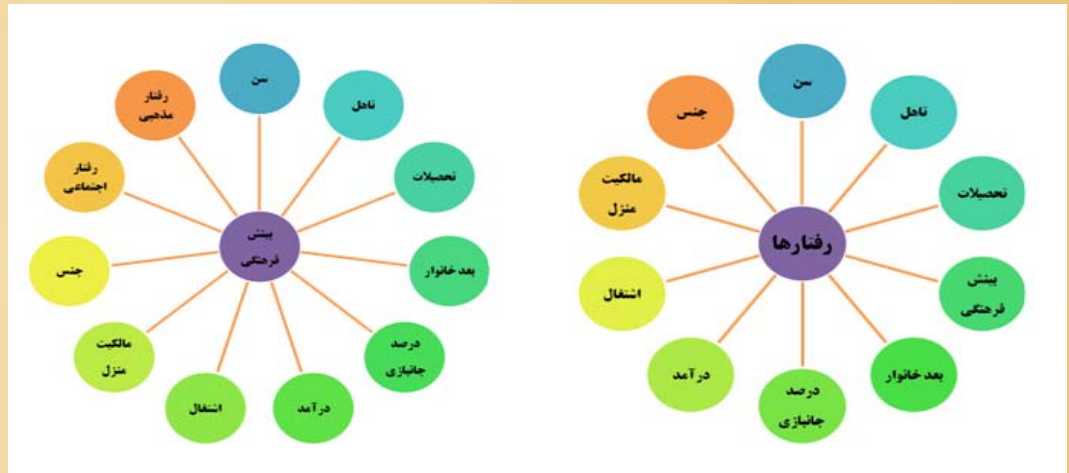 سن
تاهل
تحصیلات
بعد خانوار
درصد
جانبازی
درآمد
اشتغال
مالکیت
منزل
جنس
رفتار
اجتماعی
رفتار
مذهبی
بینش
فرهنگی
سن
تاهل
تحصیلات
بینش
فرهنگی
بعد خانوار
درصد
جانبازی
درآمد
اشتغال
مالکیت
منزل
جنس
رفتارها